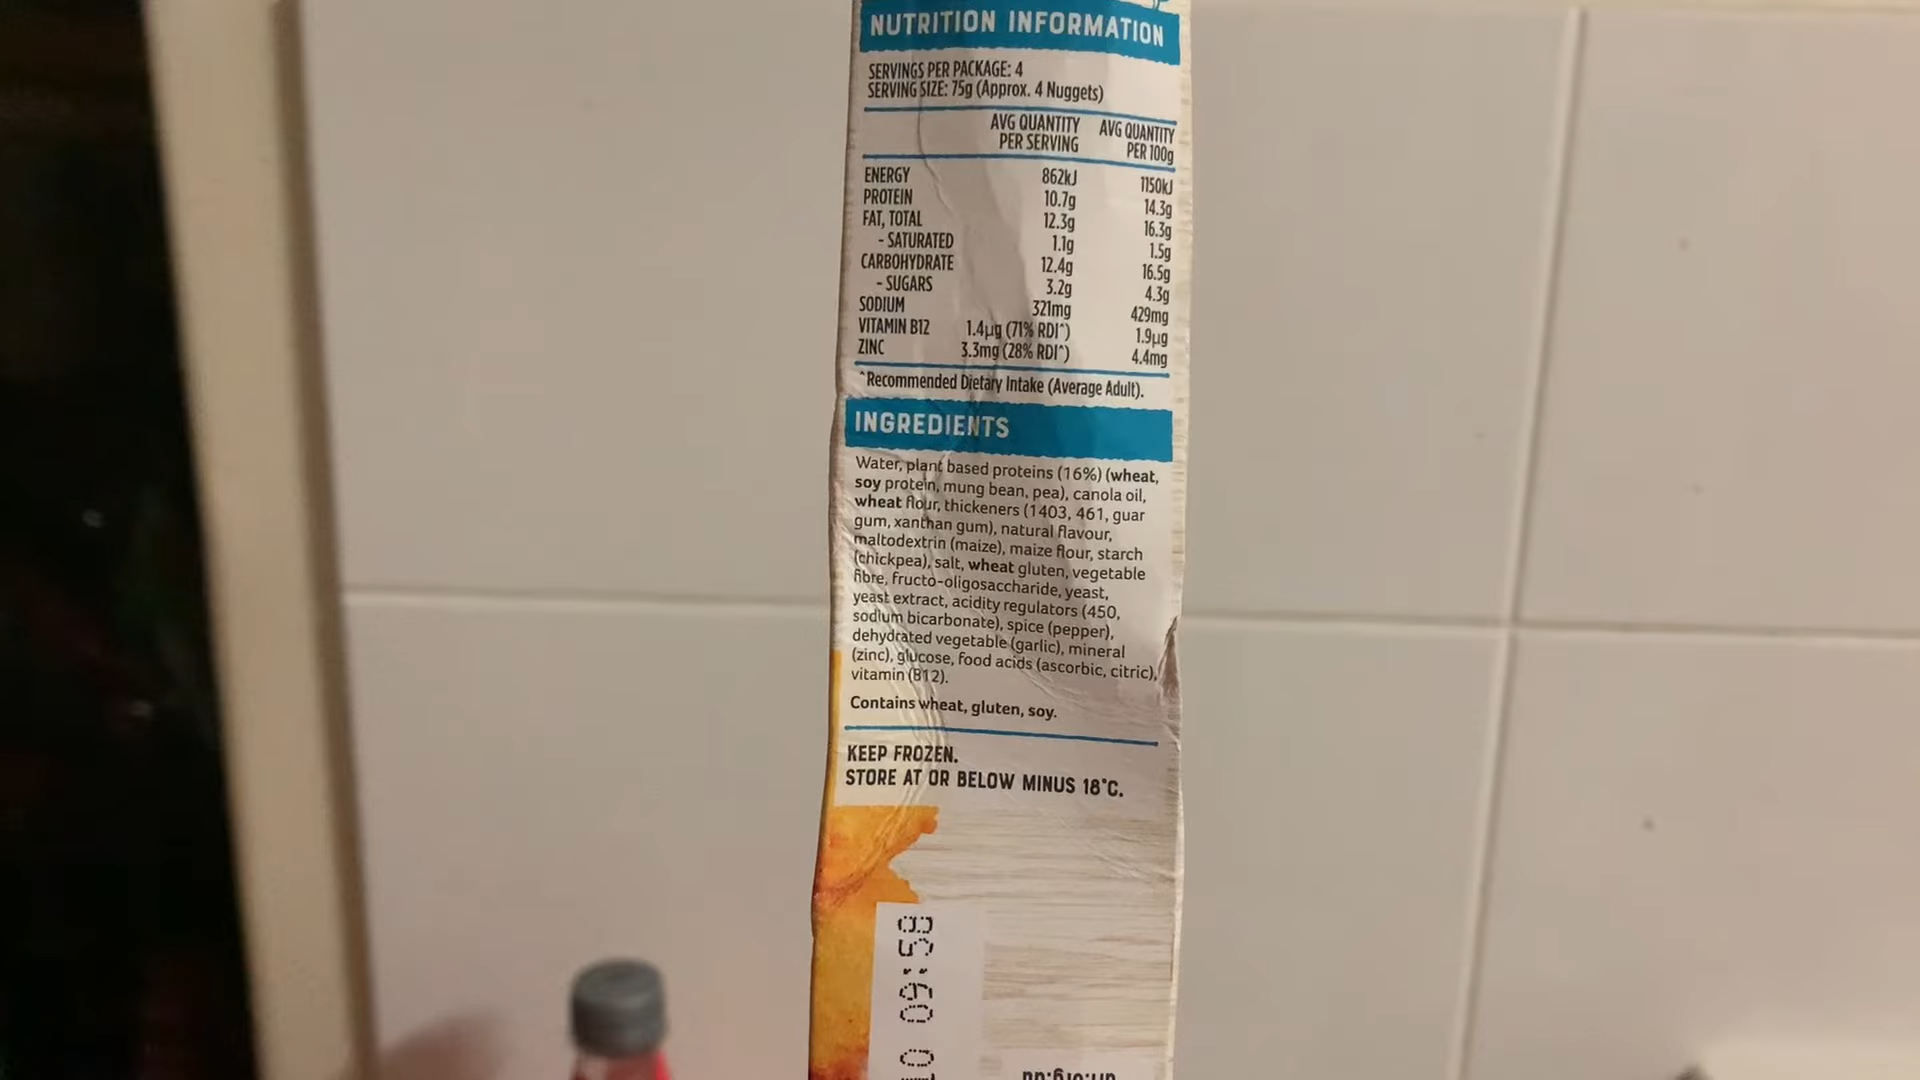 NUTRITION INFORMATION
SERVINGS PER PACKAGE: 4
SERVING SIZE: 75g (Approx. 4 Nuggets)
AVG QUANTITY PER SERVING AVG QUANTITY PER 100g
ENERGY 862kJ 1150kJ
PROTEIN 10.7g 14.3g
FAT, TOTAL 12.3g 16.3g
- SATURATED 1.1g 1.5g
CARBOHYDRATE 12.4g 16.5g
- SUGARS 3.2g 4.3g
SODIUM 321mg 429mg
VITAMIN B12 1.4µg (71% RDI^) 1.9µg
ZINC 3.3mg (28% RDI^) 4.4mg
^Recommended Dietary Intake (Average Adult).
INGREDIENTS
Water, plant based proteins (16%) (wheat,
soy protein, mung bean, pea), canola oil,
wheat flour, thickeners (1403, 461, guar
gum, xanthan gum), natural flavour,
maltodextrin (maize), maize flour, starch
(chickpea), salt, wheat gluten, vegetable
fibre, fructo-oligosaccharide, yeast,
yeast extract, acidity regulators (450,
sodium bicarbonate), spice (pepper),
dehydrated vegetable (garlic), mineral
(zinc), glucose, food acids (ascorbic, citric),
vitamin (B12).
Contains wheat, gluten, soy.
KEEP FROZEN.
STORE AT OR BELOW MINUS 18°C.